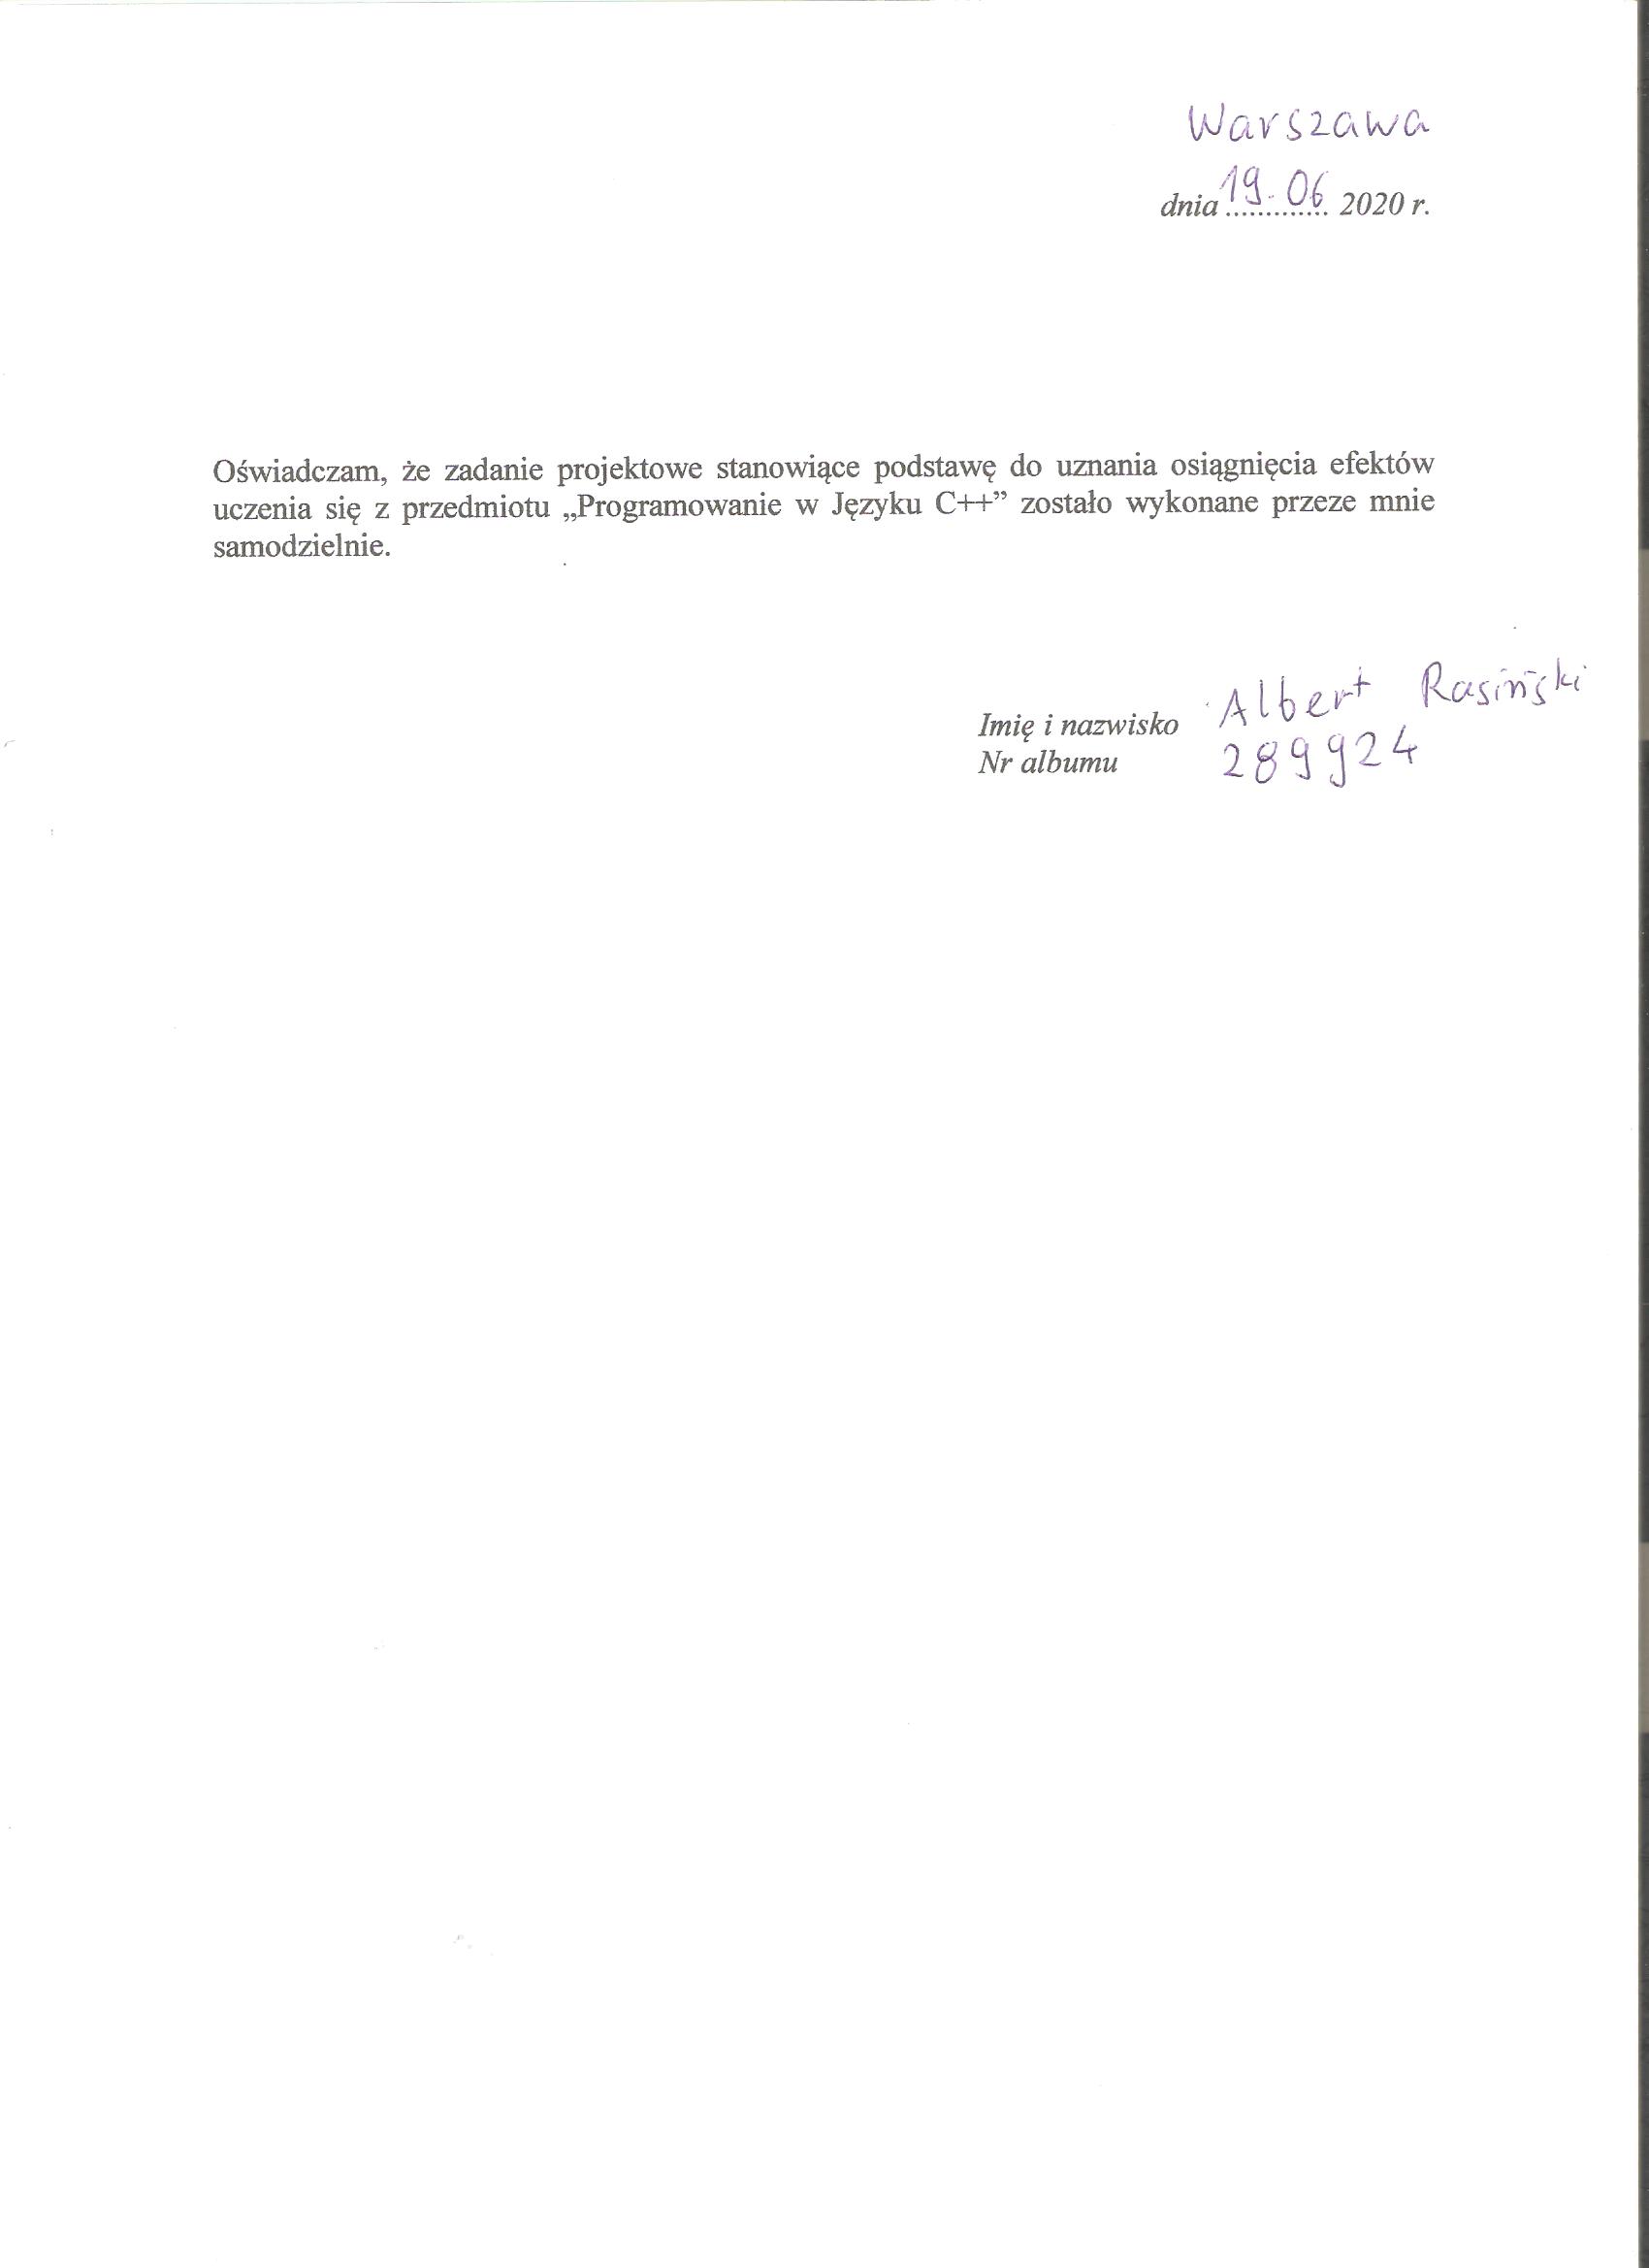 Warszawa
dnia 19.06 2020 r.
Oświadczam, że zadanie projektowe stanowiące podstawę do uznania osiągnięcia efektów
uczenia się z przedmiotu „Programowanie w Języku C++” zostało wykonane przeze mnie
samodzielnie.
Imię i nazwisko Albert Rasiński
Nr albumu 289924